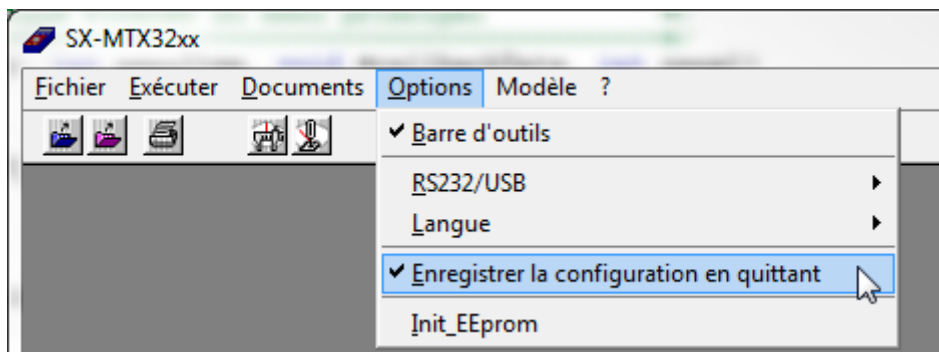 SX-MTX32xx
Fichier Exécuter Documents Options Modèle ?
Barre d'outils
RS232/USB
Langue
Enregistrer la configuration en quittant
Init_EEprom